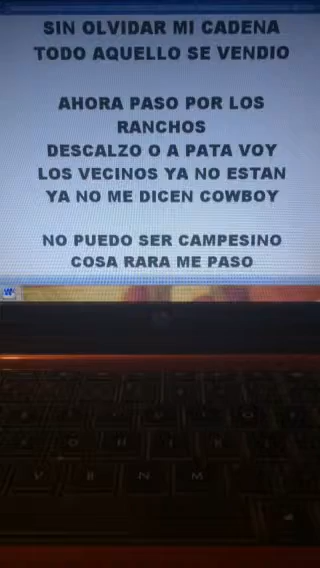 SIN OLVIDAR MI CADENA
TODO AQUELLO SE VENDIO
AHORA PASO POR LOS
RANCHOS
DESCALZO O A PATA VOY
LOS VECINOS YA NO ESTAN
YA NO ME DICEN COWBOY
NO PUEDO SER CAMPESINO
COSA RARA ME PASO
W
V B N M